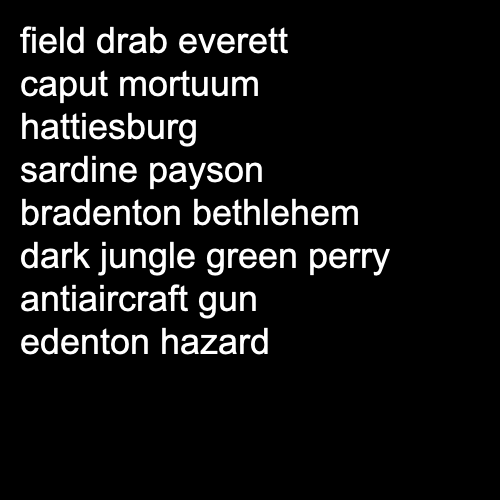 field drab everett
caput mortuum
hattiesburg
sardine payson
bradenton bethlehem
dark jungle green perry
antiaircraft gun
edenton hazard